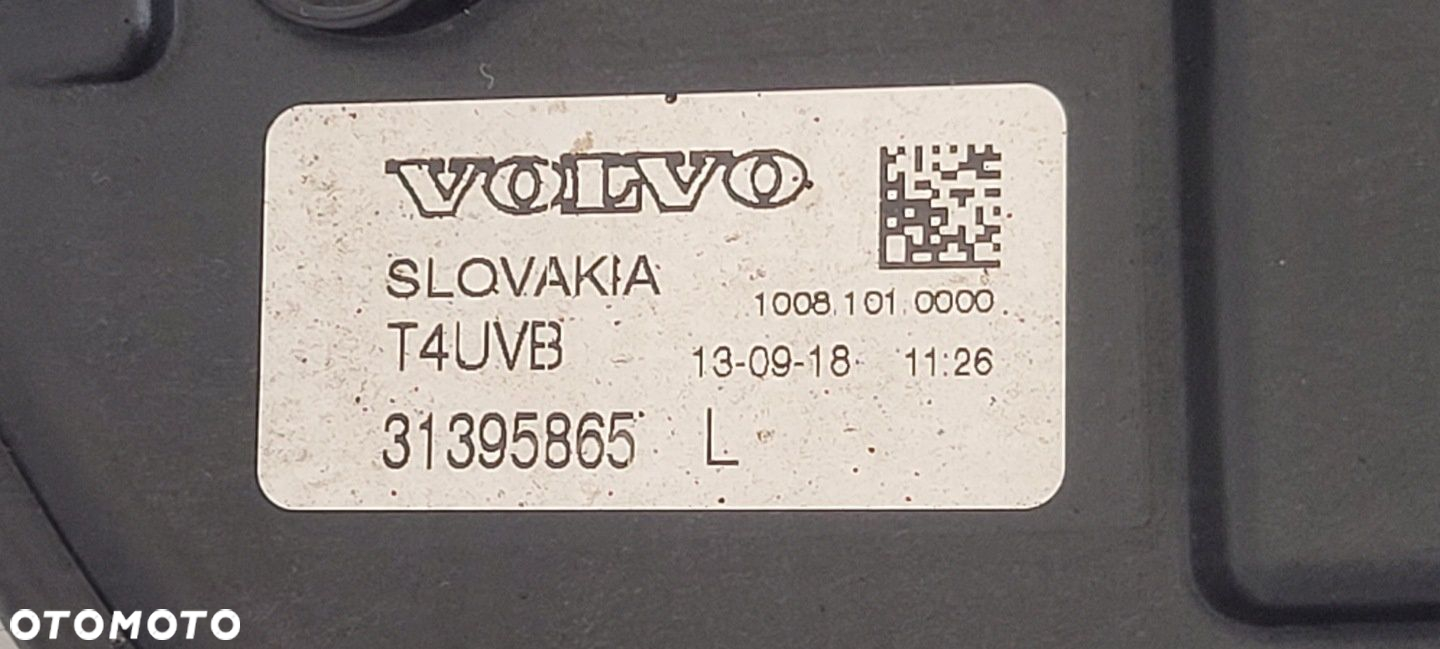 VOLVO
SLOVAKIA
1008.101.0000
T4UVB 13-09-18 11:26
31395865 L
OTOMOTO